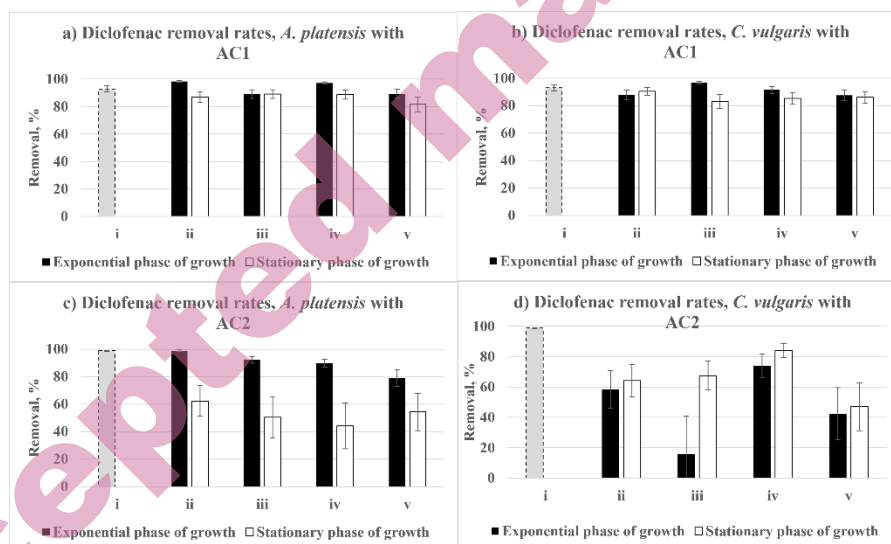 a) Diclofenac removal rates, A. platensis with
AC1
Removal, %
100
80
60
40
20
0
i ii iii iv v
Exponential phase of growth Stationary phase of growth
b) Diclofenac removal rates, C. vulgaris with
AC1
Removal, %
100
80
60
40
20
0
i ii iii iv v
Exponential phase of growth Stationary phase of growth
c) Diclofenac removal rates, A. platensis with
AC2
Removal, %
100
80
60
40
20
0
i ii iii iv v
Exponential phase of growth Stationary phase of growth
d) Diclofenac removal rates, C. vulgaris with
AC2
Removal, %
100
80
60
40
20
0
i ii iii iv v
Exponential phase of growth Stationary phase of growth
epted ma